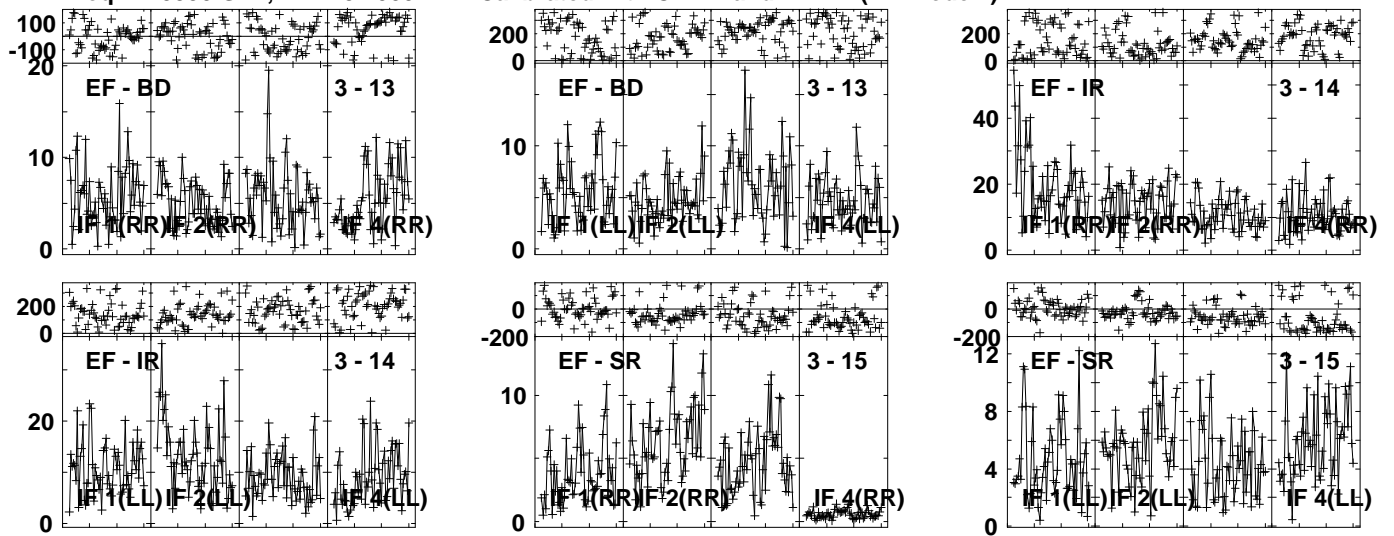 100
-100
20
EF - BD
3 - 13
10
IF 1(RR)
IF 2(RR)
IF 4(RR)
0
200
0
EF - BD
3 - 13
10
IF 1(LL)
IF 2(LL)
IF 4(LL)
0
200
0
EF - IR
3 - 14
40
20
IF 1(RR)
IF 2(RR)
IF 4(RR)
0
200
0
EF - IR
3 - 14
20
IF 1(LL)
IF 2(LL)
IF 4(LL)
0
0
-200
EF - SR
3 - 15
10
IF 1(RR)
IF 2(RR)
IF 4(RR)
0
0
-200
12
EF - SR
3 - 15
8
4
IF 1(LL)
IF 2(LL)
IF 4(LL)
0